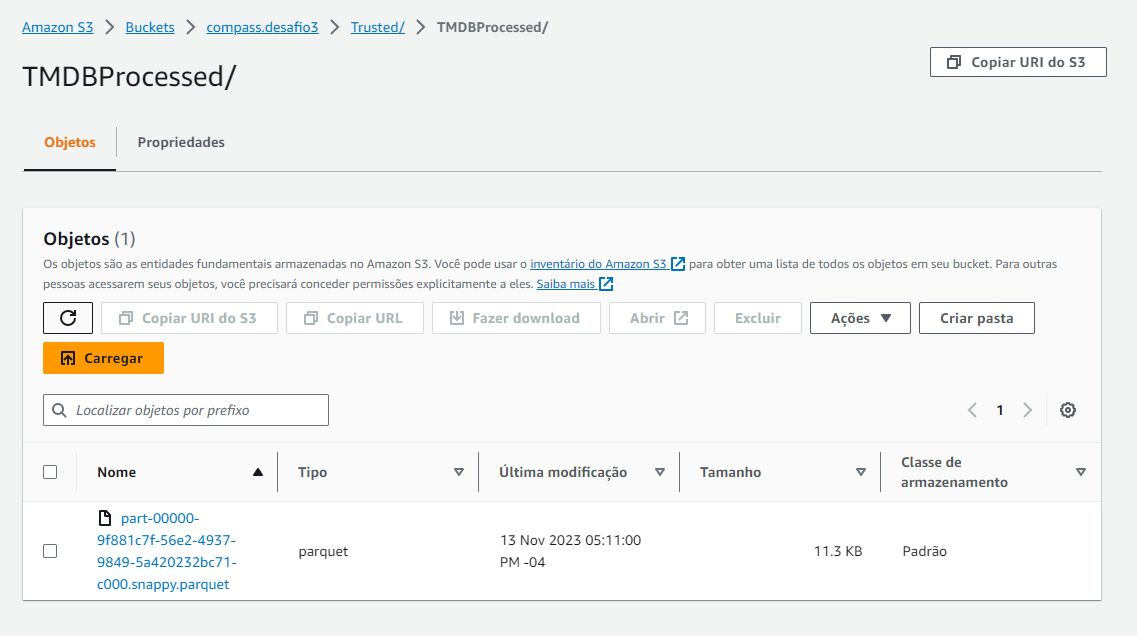 Amazon S3 > Buckets > compass.desafio3 > Trusted/ > TMDBProcessed/
TMDBProcessed/
Copiar URI do S3
Objetos
Propriedades
Objetos (1)
Os objetos são as entidades fundamentais armazenadas no Amazon S3. Você pode usar o inventário do Amazon S3 para obter uma lista de todos os objetos em seu bucket. Para outras
pessoas acessarem seus objetos, você precisará conceder permissões explicitamente a eles. Saiba mais
Copiar URI do S3
Copiar URL
Fazer download
Abrir
Excluir
Ações
Criar pasta
Carregar
Localizar objetos por prefixo
1
Nome
Tipo
Última modificação
Tamanho
Classe de
armazenamento
part-00000-
9f881c7f-56e2-4937-
9849-5a420232bc71-
c000.snappy.parquet
parquet
13 Nov 2023 05:11:00
PM -04
11.3 KB
Padrão